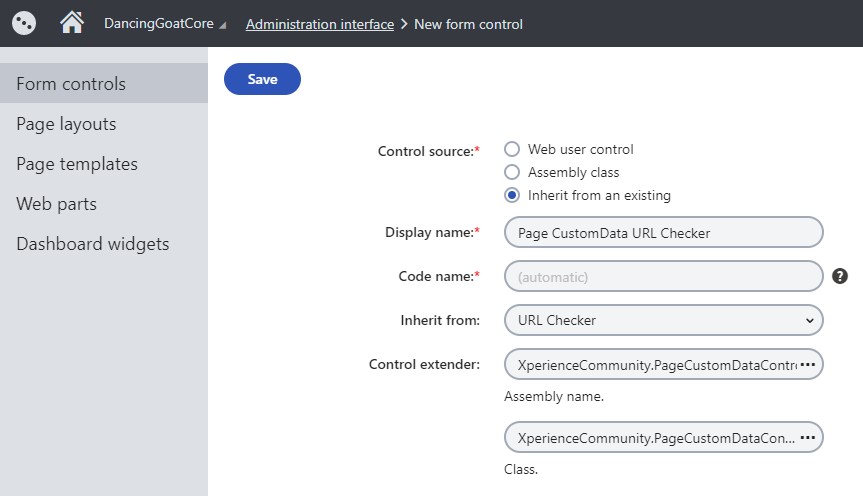 DancingGoatCore Administration interface > New form control
Form controls
Page layouts
Page templates
Web parts
Dashboard widgets
Save
Control source:*
Web user control
Assembly class
Inherit from an existing
Display name:* Page CustomData URL Checker
Code name:* (automatic) ?
Inherit from: URL Checker
Control extender: XperienceCommunity.PageCustomDataContr ...
Assembly name.
XperienceCommunity.PageCustomDataCon... ...
Class.